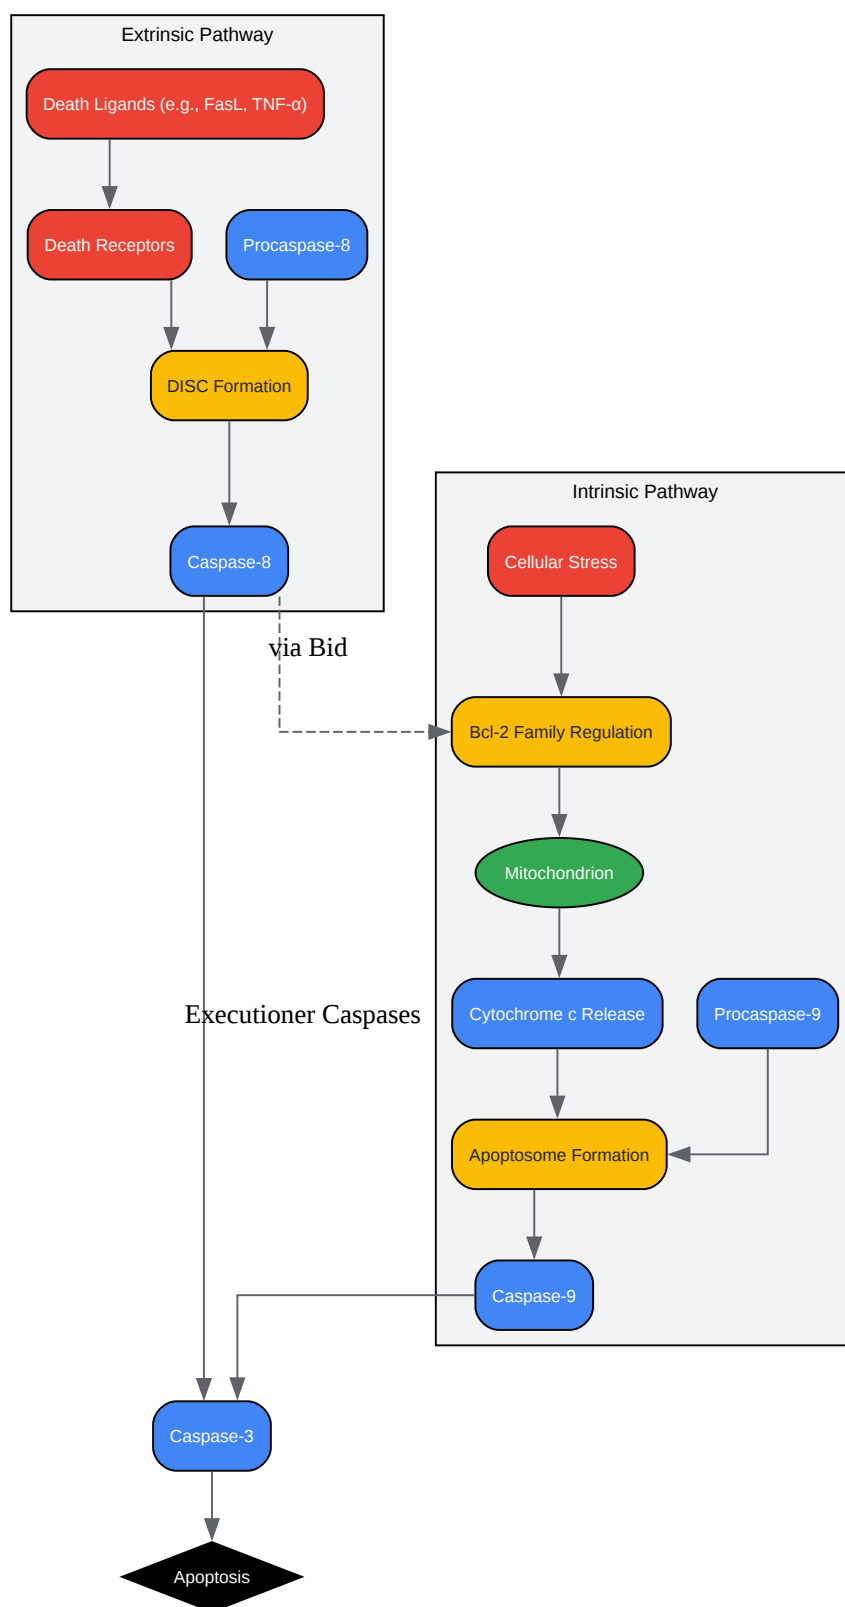 Extrinsic Pathway
Death Ligands (e.g., FasL, TNF-α)
Death Receptors
Procaspase-8
DISC Formation
Caspase-8
via Bid
Intrinsic Pathway
Cellular Stress
Bcl-2 Family Regulation
Mitochondrion
Cytochrome c Release
Procaspase-9
Executioner Caspases
Apoptosome Formation
Caspase-9
Caspase-3
Apoptosis